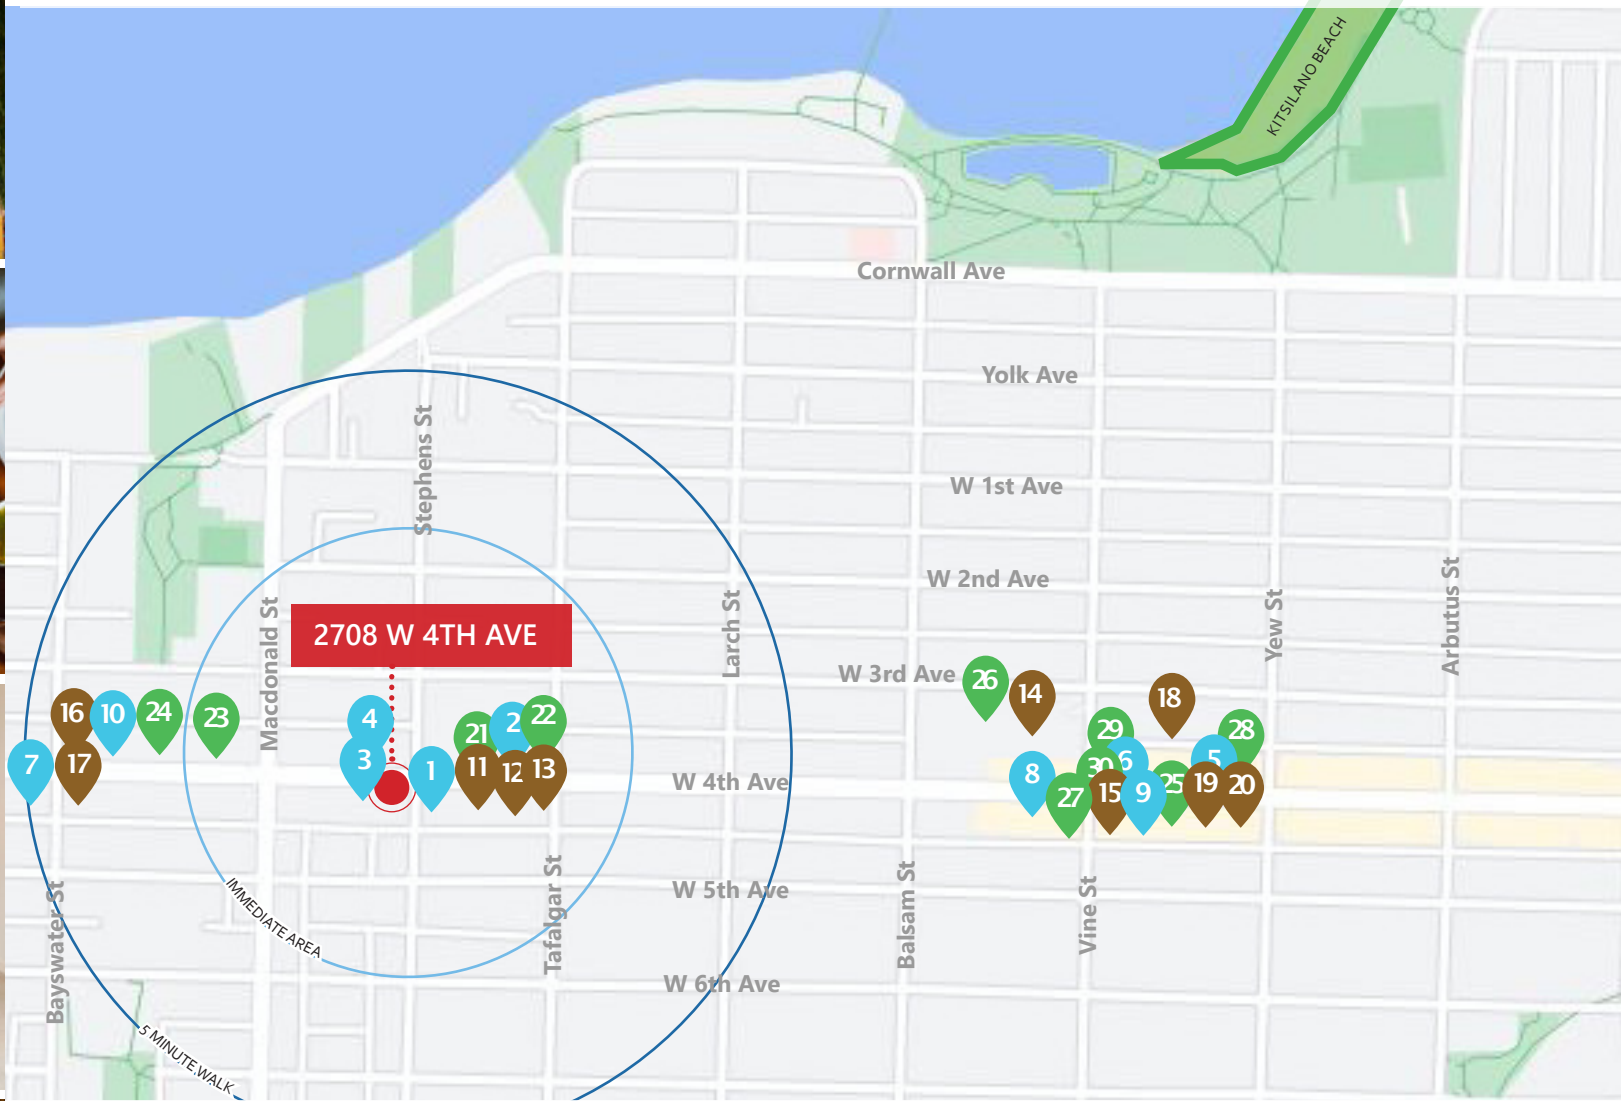 KITSILANO BEACH
Cornwall Ave
Yolk Ave
Stephens St
W 1st Ave
W 2nd Ave
Macdonald St
2708 W 4TH AVE
Larch St
Yew St
Arbutus St
W 3rd Ave
26
14
18
16
10
24
23
4
21
2
22
29
28
7
17
3
1
11
12
13
W 4th Ave
8
30
6
5
27
15
9
25
19
20
IMMEDIATE AREA
Bayswater St
Tafalgar St
W 5th Ave
Balsam St
Vine St
W 6th Ave
5 MINUTE WALK